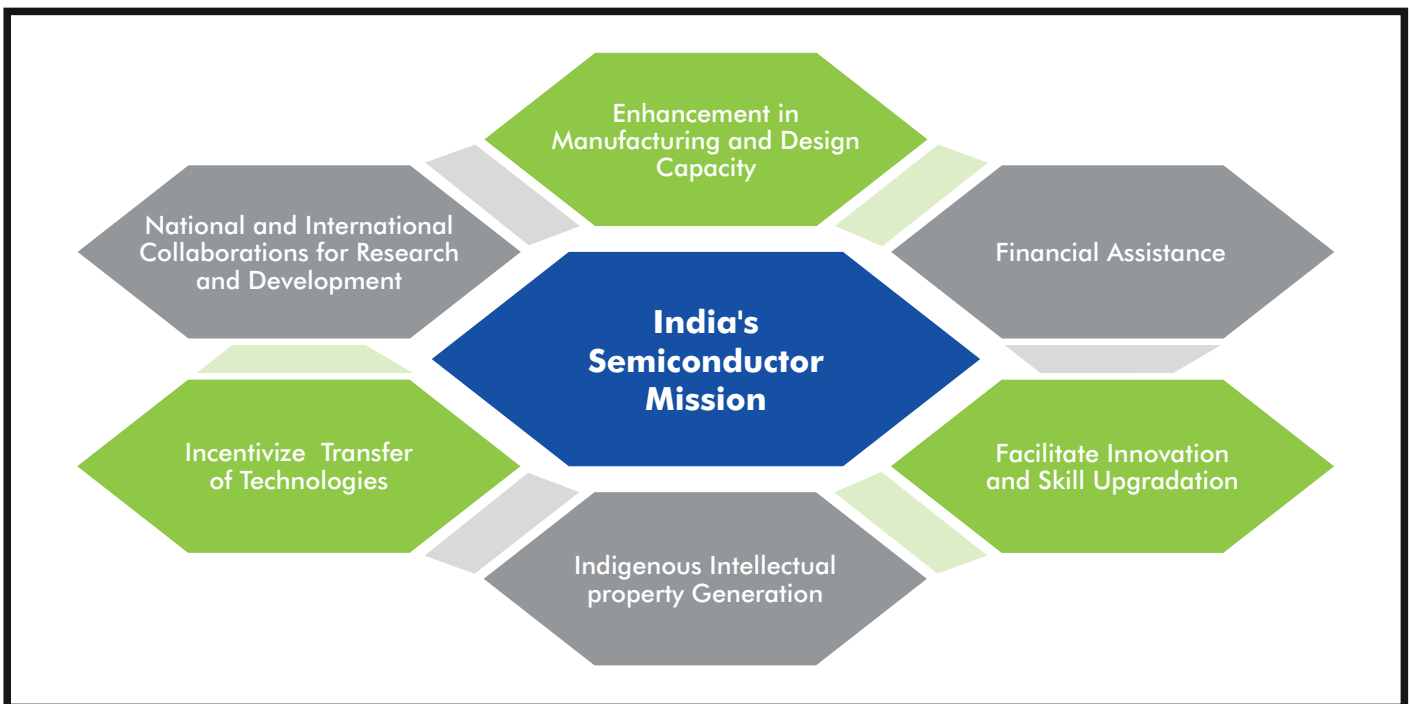 Enhancement in
Manufacturing and Design
Capacity
National and International
Collaborations for Research
and Development
Financial Assistance
India's
Semiconductor
Mission
Incentivize Transfer
of Technologies
Facilitate Innovation
and Skill Upgradation
Indigenous Intellectual
property Generation